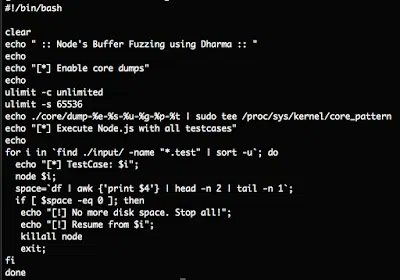 #!/bin/bash
clear
echo " :: Node's Buffer Fuzzing using Dharma :: "
echo
echo "[*] Enable core dumps"
echo
ulimit -c unlimited
ulimit -s 65536
echo ./core/dump-%e-%s-%u-%g-%p-%t | sudo tee /proc/sys/kernel/core_pattern
echo "[*] Execute Node.js with all testcases"
echo
for i in `find ./input/ -name "*.test" | sort -u`; do
  echo "[*] TestCase: $i";
  node $i;
  space=`df | awk {'print $4'} | head -n 2 | tail -n 1`;
  if [ $space -eq 0 ]; then
   echo "[!] No more disk space. Stop all!";
   echo "[!] Resume from $i";
   killall node
   exit;
fi
done